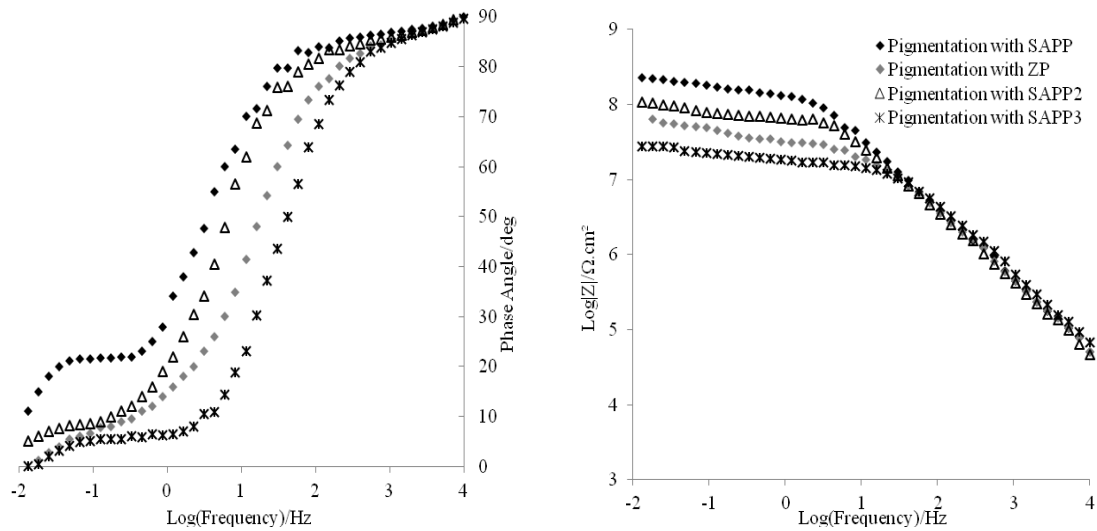 90
80
70
60
50
40
30
20
10
0
Phase Angle/deg
-2 -1 0 1 2 3 4
Log(Frequency)/Hz
9
8
7
6
5
4
3
Log|Z|/Ω.cm²
-2 -1 0 1 2 3 4
Log(Frequency)/Hz
Pigmentation with SAPP
Pigmentation with ZP
Pigmentation with SAPP2
Pigmentation with SAPP3